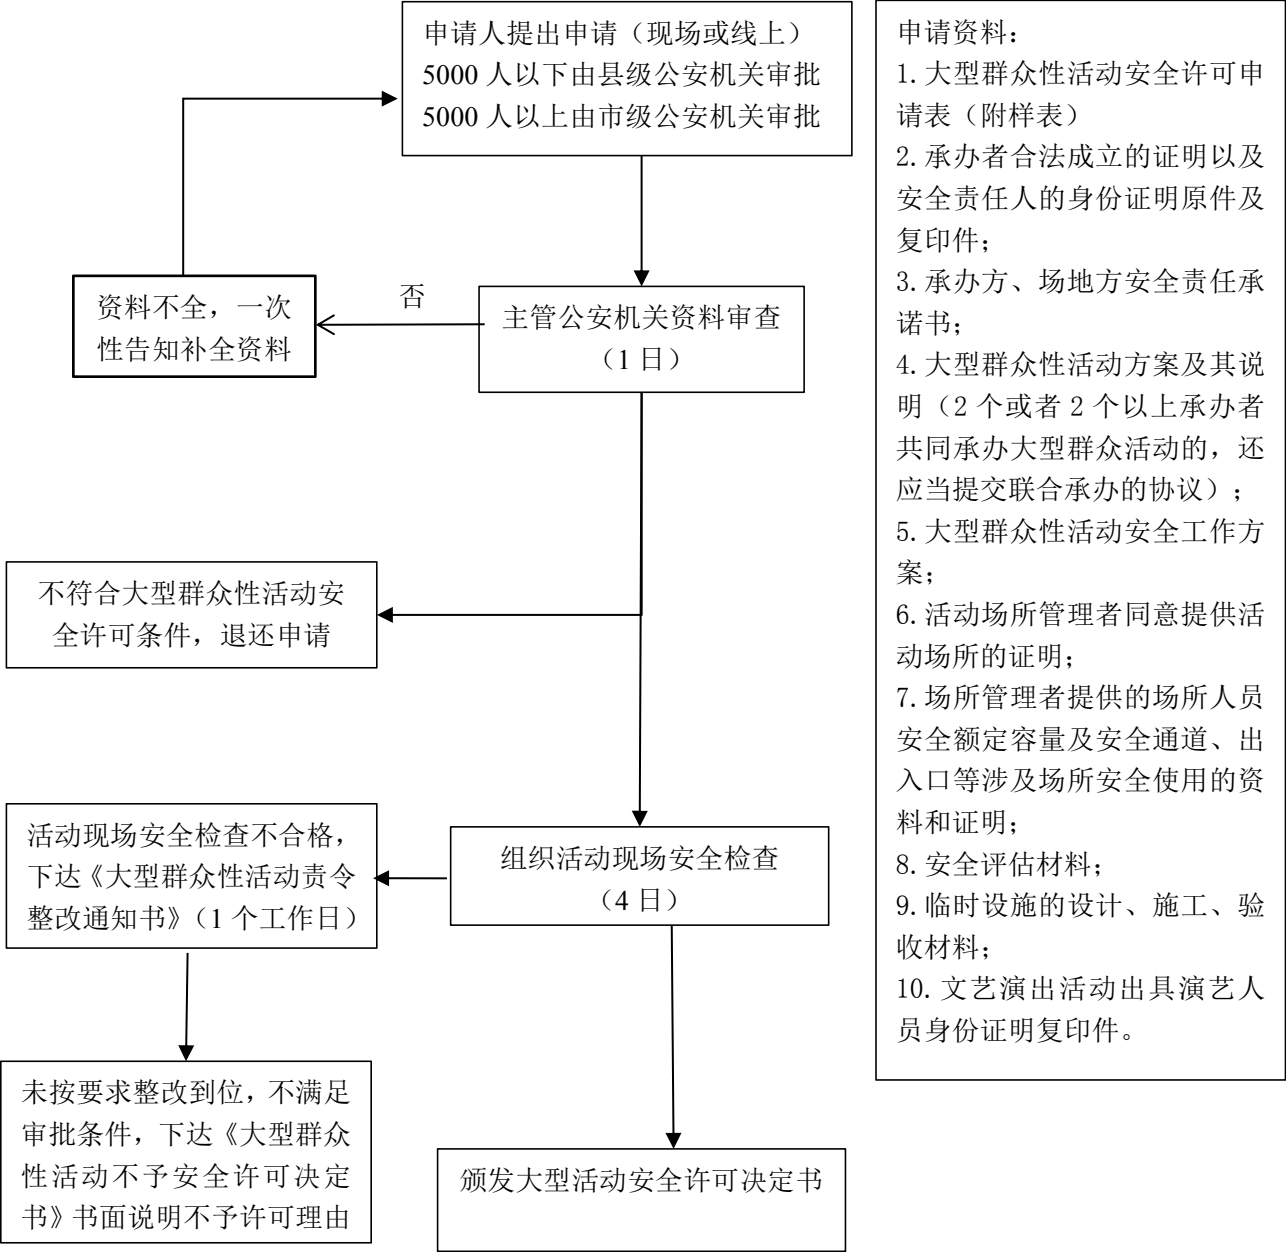 申请人提出申请（现场或线上）
5000 人以下由县级公安机关审批
5000 人以上由市级公安机关审批
否
资料不全，一次
性告知补全资料
主管公安机关资料审查
（1 日）
不符合大型群众性活动安
全许可条件，退还申请
活动现场安全检查不合格，
下达《大型群众性活动责令
整改通知书》（1 个工作日）
组织活动现场安全检查
（4 日）
未按要求整改到位，不满足
审批条件，下达《大型群众
性活动不予安全许可决定
书》书面说明不予许可理由
颁发大型活动安全许可决定书
申请资料：
1.大型群众性活动安全许可申
请表（附样表）
2.承办者合法成立的证明以及
安全责任人的身份证明原件及
复印件；
3.承办方、场地方安全责任承
诺书；
4.大型群众性活动方案及其说
明（2 个或者 2 个以上承办者
共同承办大型群众活动的，还
应当提交联合承办的协议）；
5.大型群众性活动安全工作方
案；
6.活动场所管理者同意提供活
动场所的证明；
7.场所管理者提供的场所人员
安全额定容量及安全通道、出
入口等涉及场所安全使用的资
料和证明；
8.安全评估材料；
9.临时设施的设计、施工、验
收材料；
10.文艺演出活动出具演艺人
员身份证明复印件。